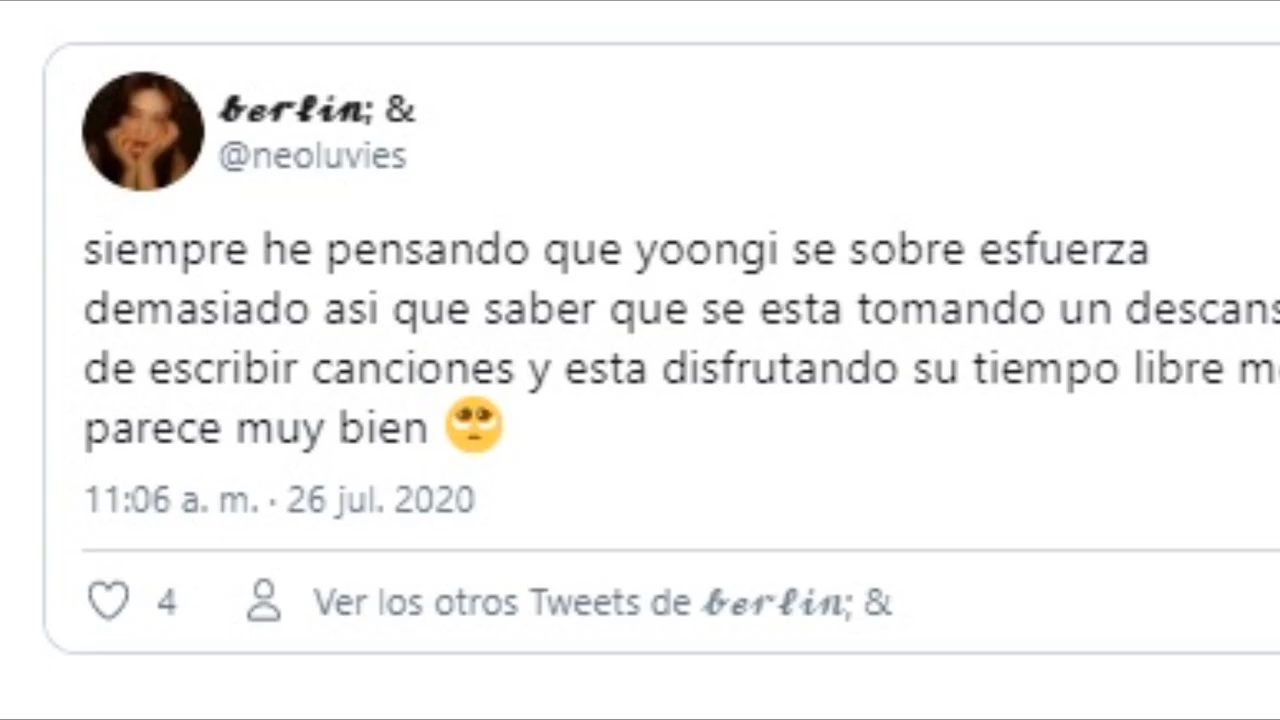 𝓫𝓮𝓻𝓵𝓲𝓷; &
@neoluvies
siempre he pensando que yoongi se sobre esfuerza
demasiado asi que saber que se esta tomando un descans
de escribir canciones y esta disfrutando su tiempo libre m
parece muy bien 🙄
11:06 a. m. · 26 jul. 2020
4
Ver los otros Tweets de 𝓫𝓮𝓻𝓵𝓲𝓷; &